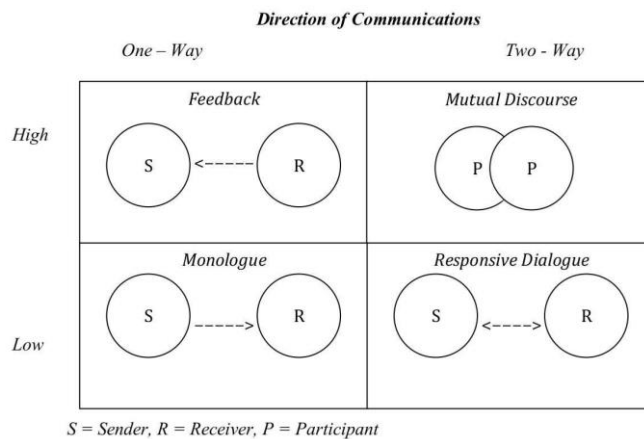 Direction of Communications
One – Way Two - Way
Feedback Mutual Discourse
High
S R P P
Monologue Responsive Dialogue
S R S R
Low
S = Sender, R = Receiver, P = Participant